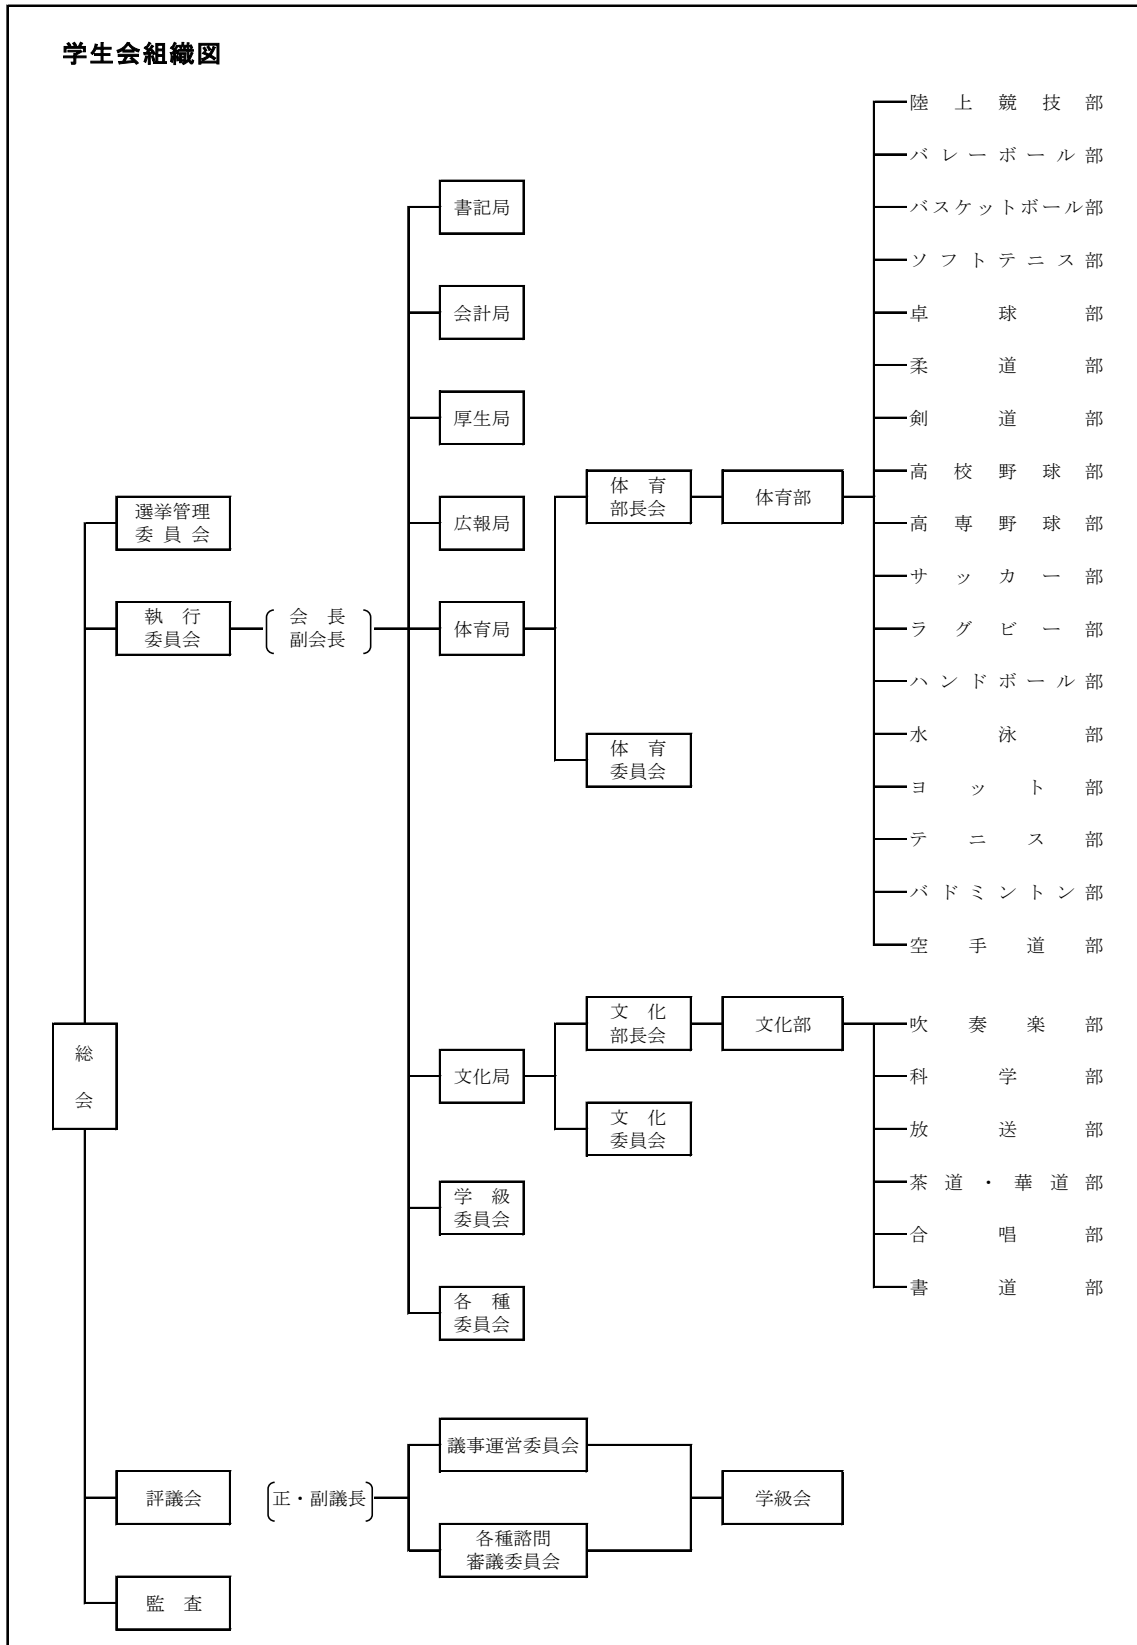 学生会組織図
陸上競技部
バレーボール部
書記局
バスケットボール部
ソフトテニス部
会計局
卓球部
柔道部
厚生局
剣道部
体育
部長会
体育部
高校野球部
選挙管理
委員会
広報局
高専野球部
サッカー部
執行
委員会
会長
副会長
体育局
ラグビー部
ハンドボール部
体育
委員会
水泳部
ヨット部
テニス部
バドミントン部
空手道部
総
会
文化
部長会
文化部
吹奏楽部
文化局
科学部
文化
委員会
放送部
学級
委員会
茶道・華道部
合唱部
各種
委員会
書道部
議事運営委員会
評議会
正・副議長
学級会
各種諮問
審議委員会
監査